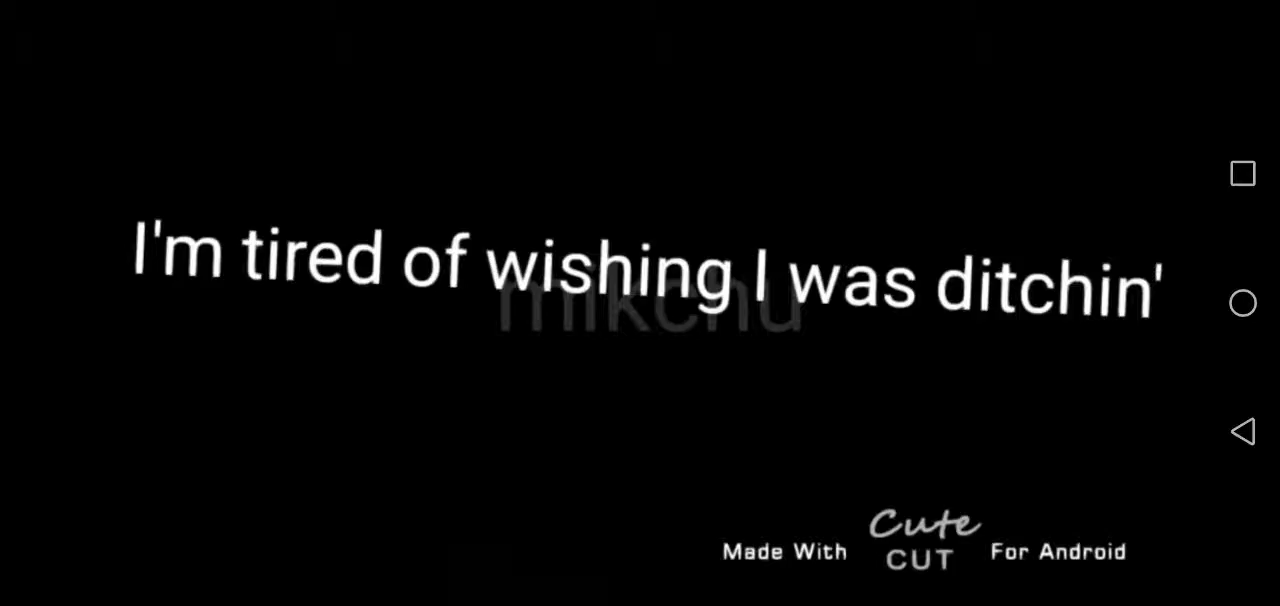 I'm tired of wishing I was ditchin'
mikchu
Made With Cute CUT For Android